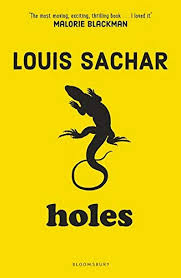 'The most moving, exciting, thrilling book ... I loved it'
MALORIE BLACKMAN
LOUIS SACHAR
holes
BLOOMSBURY